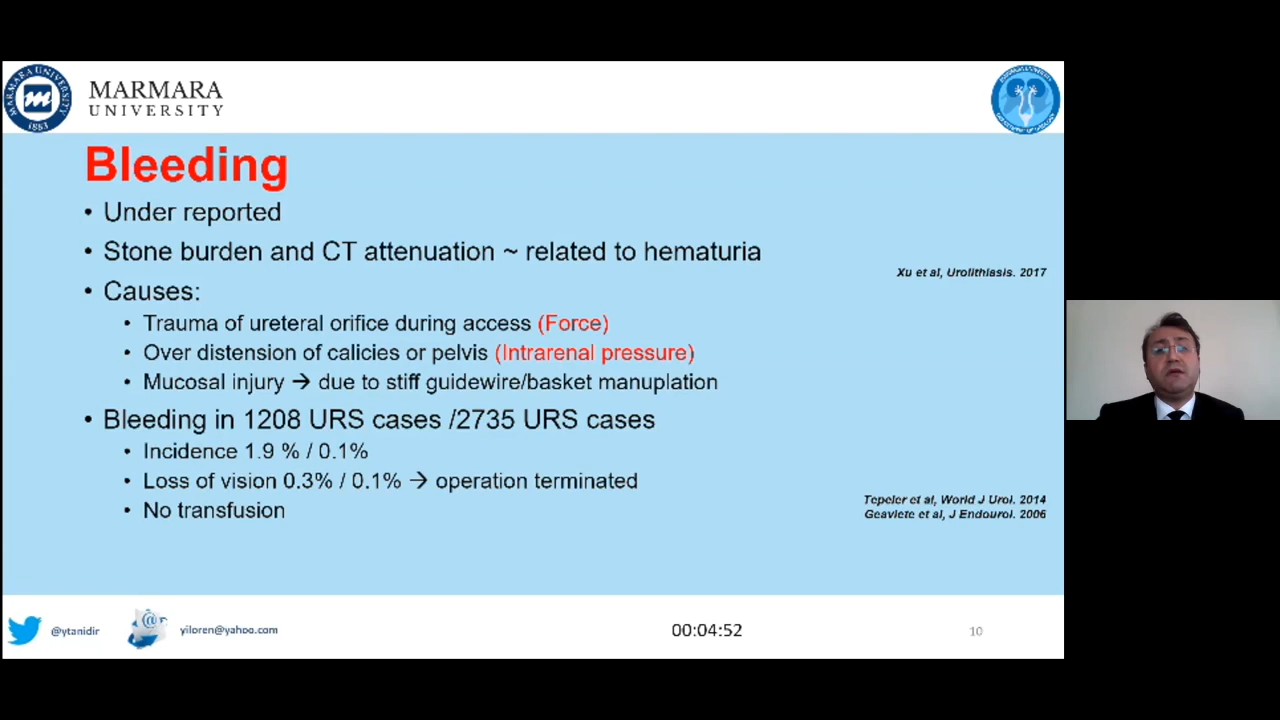 MARMARA UNIVERSITY
1883
MARMARA
UNIVERSITY
Bleeding
• Under reported
• Stone burden and CT attenuation ~ related to hematuria
Xu et al, Urolithiasis. 2017
• Causes:
• Trauma of ureteral orifice during access (Force)
• Over distension of calicies or pelvis (Intrarenal pressure)
• Mucosal injury → due to stiff guidewire/basket manuplation
• Bleeding in 1208 URS cases /2735 URS cases
• Incidence 1.9 % / 0.1%
• Loss of vision 0.3% / 0.1% → operation terminated
• No transfusion
Tepeler et al, World J Urol. 2014
Geavlete et al, J Endourol. 2006
@ytanidir
yiloren@yahoo.com
00:04:52
10